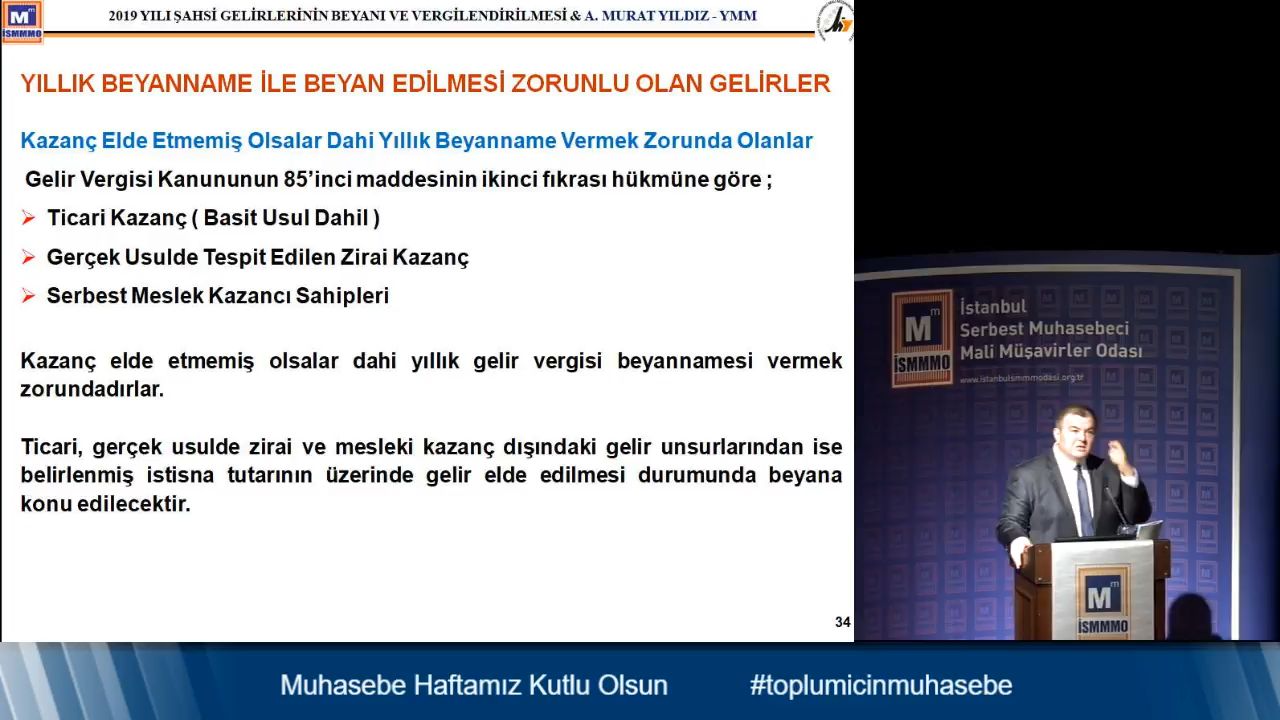 2019 YILI ŞAHSİ GELİRLERİNİN BEYANI VE VERGİLENDİRİLMESİ & A. MURAT YILDIZ - YMM
Mm
İSMMMO
YILLIK BEYANNAME İLE BEYAN EDİLMESİ ZORUNLU OLAN GELİRLER
Kazanç Elde Etmemiş Olsalar Dahi Yıllık Beyanname Vermek Zorunda Olanlar
Gelir Vergisi Kanununun 85’inci maddesinin ikinci fıkrası hükmüne göre ;
➢ Ticari Kazanç ( Basit Usul Dahil )
➢ Gerçek Usulde Tespit Edilen Zirai Kazanç
➢ Serbest Meslek Kazancı Sahipleri
Kazanç elde etmemiş olsalar dahi yıllık gelir vergisi beyannamesi vermek
zorundadırlar.
Ticari, gerçek usulde zirai ve mesleki kazanç dışındaki gelir unsurlarından ise
belirlenmiş istisna tutarının üzerinde gelir elde edilmesi durumunda beyana
konu edilecektir.
34
Mm
İSMMMO
İstanbul
Serbest Muhasebeci
Mali Müşavirler Odası
www.istanbulsmmmodasi.org.tr
Mm
İSMMMO
Muhasebe Haftamız Kutlu Olsun
#toplumicinmuhasebe